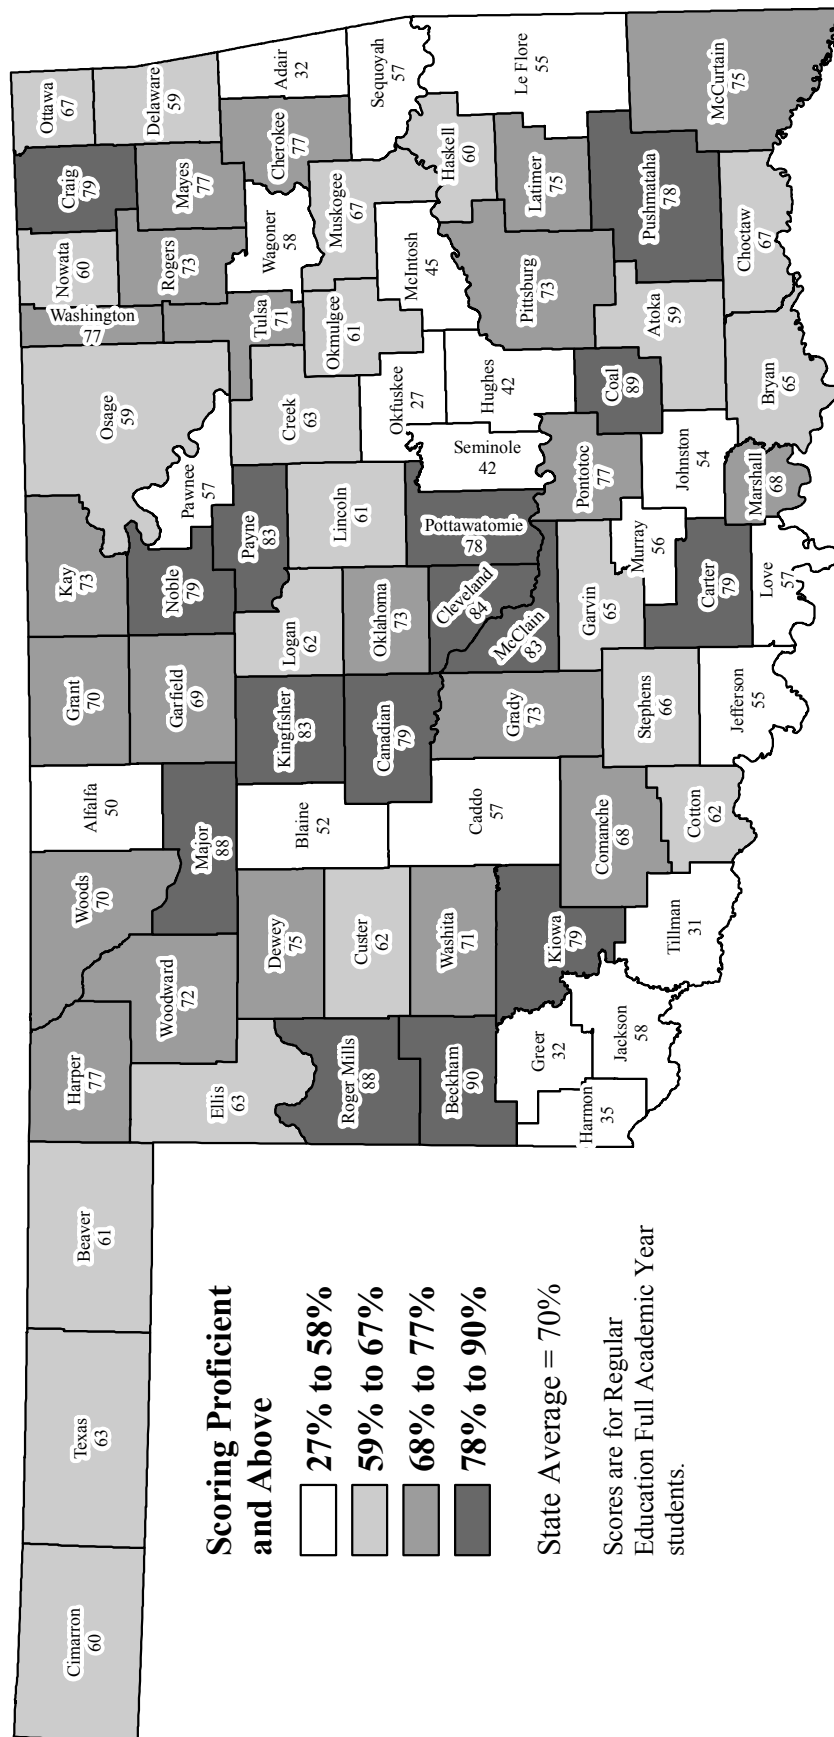 Cimarron
60
Texas
63
Beaver
61
Harper
77
Woods
70
Alfalfa
50
Grant
70
Kay
73
Osage
59
Washington
77
Nowata
60
Craig
79
Ottawa
67
Ellis
63
Woodward
72
Major
88
Garfield
69
Noble
79
Pawnee
57
Tulsa
71
Rogers
73
Mayes
77
Delaware
59
Roger Mills
88
Dewey
75
Blaine
52
Kingfisher
83
Logan
62
Payne
83
Creek
63
Wagoner
58
Cherokee
77
Adair
32
Custer
62
Canadian
79
Oklahoma
73
Lincoln
61
Okfuskee
27
Okmulgee
61
Muskogee
67
Sequoyah
57
Beckham
90
Washita
71
Caddo
57
Grady
73
Cleveland
84
McClain
83
Pottawatomie
78
Seminole
42
Hughes
42
McIntosh
45
Haskell
60
Le Flore
55
Greer
32
Kiowa
79
Comanche
68
Garvin
65
Pontotoc
77
Coal
89
Pittsburg
73
Latimer
75
Harmon
35
Jackson
58
Tillman
31
Cotton
62
Stephens
66
Murray
56
Johnston
54
Atoka
59
Pushmataha
78
McCurtain
75
Jefferson
55
Carter
79
Love
57
Marshall
68
Bryan
65
Choctaw
67
Scoring Proficient
and Above
27% to 58%
59% to 67%
68% to 77%
78% to 90%
State Average = 70%
Scores are for Regular
Education Full Academic Year
students.